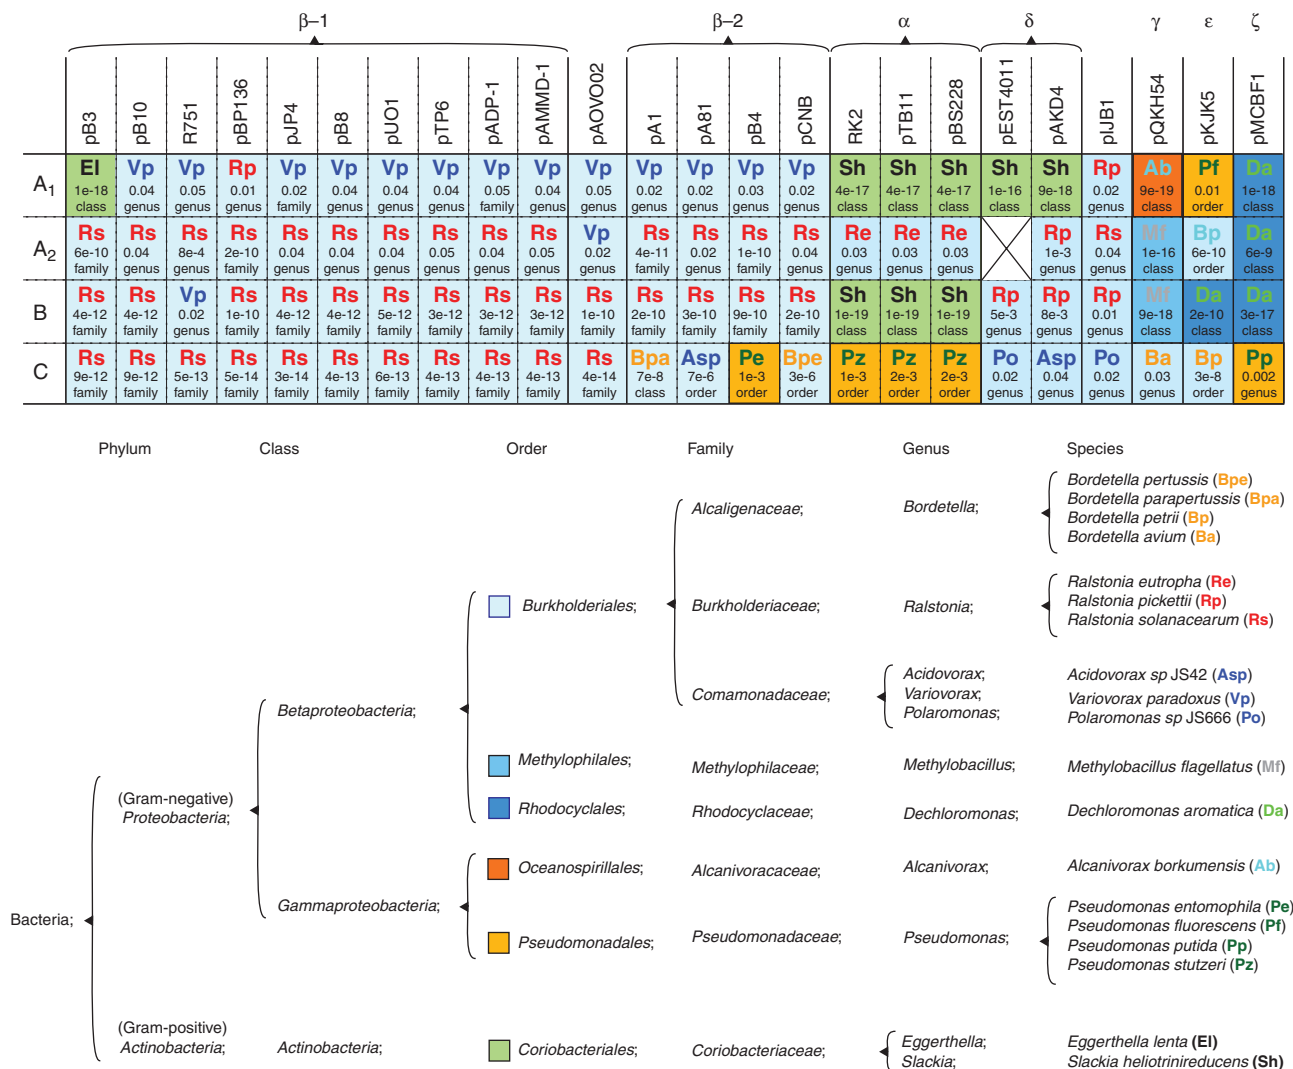 β–1 β–2 α δ γ ε ζ
pB3 pB10 R751 pBP136 pJP4 pB8 pUO1 pTP6 pADP-1 pAMMD-1 pAOVO02 pA1 pA81 pB4 pCNB RK2 pTB11 pBS228 pEST4011 pAKD4 pIJB1 pQKH54 pKJK5 pMCBF1
A1 El Vp Vp Rp Vp Vp Vp Vp Vp Vp Vp Vp Vp Vp Vp Sh Sh Sh Sh Sh Rp Ab Pf Da
1e-18 0.04 0.05 0.01 0.02 0.04 0.04 0.04 0.05 0.04 0.05 0.02 0.02 0.03 0.02 4e-17 4e-17 4e-17 1e-16 9e-18 0.02 9e-19 0.01 1e-18
class genus genus genus family genus genus genus genus genus genus genus genus genus genus class class class class class genus class order class
A2 Rs Rs Rs Rs Rs Rs Rs Rs Rs Rs Vp Rs Rs Rs Rs Re Re Re Rp Rs Mf Bp Da
6e-10 0.04 8e-4 2e-10 0.04 0.04 0.04 0.05 0.04 0.05 0.02 4e-11 0.02 1e-10 0.04 0.03 0.03 0.03 1e-3 0.04 1e-16 6e-10 6e-9
family genus genus family genus genus genus genus genus genus genus family genus family genus genus genus genus genus genus class order class
B Rs Rs Vp Rs Rs Rs Rs Rs Rs Rs Rs Rs Rs Rs Rs Sh Sh Sh Rp Rp Rp Mf Da Da
4e-12 4e-12 0.02 1e-10 4e-12 4e-12 5e-12 3e-12 3e-12 3e-12 1e-10 2e-10 3e-10 9e-10 2e-10 1e-19 1e-19 1e-19 5e-3 8e-3 0.01 9e-18 2e-10 3e-17
family family genus family family family family family family family family family family family family class class class genus genus genus class class class
C Rs Rs Rs Rs Rs Rs Rs Rs Rs Rs Rs Bpa Asp Pe Bpe Pz Pz Pz Po Asp Po Ba Bp Pp
9e-12 9e-12 5e-13 5e-14 3e-14 4e-13 6e-13 4e-13 4e-13 4e-13 4e-14 7e-8 7e-6 1e-3 3e-6 1e-3 2e-3 2e-3 0.02 0.04 0.02 0.03 3e-8 0.002
family family family family family family family family family family family class order order order order order order genus genus genus genus order genus
Phylum Class Order Family Genus Species
Bordetella pertussis (Bpe)
Bordetella parapertussis (Bpa)
Alcaligenaceae; Bordetella;
Bordetella petrii (Bp)
Bordetella avium (Ba)
Ralstonia eutropha (Re)
Burkholderiales; Burkholderiaceae; Ralstonia; Ralstonia pickettii (Rp)
Ralstonia solanacearum (Rs)
Acidovorax; Acidovorax sp JS42 (Asp)
Comamonadaceae; Variovorax; Variovorax paradoxus (Vp)
Betaproteobacteria; Polaromonas; Polaromonas sp JS666 (Po)
Methylophilales; Methylophilaceae; Methylobacillus; Methylobacillus flagellatus (Mf)
(Gram-negative)
Proteobacteria; Rhodocyclales; Rhodocyclaceae; Dechloromonas; Dechloromonas aromatica (Da)
Oceanospirillales; Alcanivoracaceae; Alcanivorax; Alcanivorax borkumensis (Ab)
Gammaproteobacteria; Pseudomonas entomophila (Pe)
Bacteria; Pseudomonas fluorescens (Pf)
Pseudomonadales; Pseudomonadaceae; Pseudomonas; Pseudomonas putida (Pp)
Pseudomonas stutzeri (Pz)
(Gram-positive)
Actinobacteria; Actinobacteria; Coriobacteriales; Coriobacteriaceae; Eggerthella; Eggerthella lenta (El)
Slackia; Slackia heliotrinireducens (Sh)